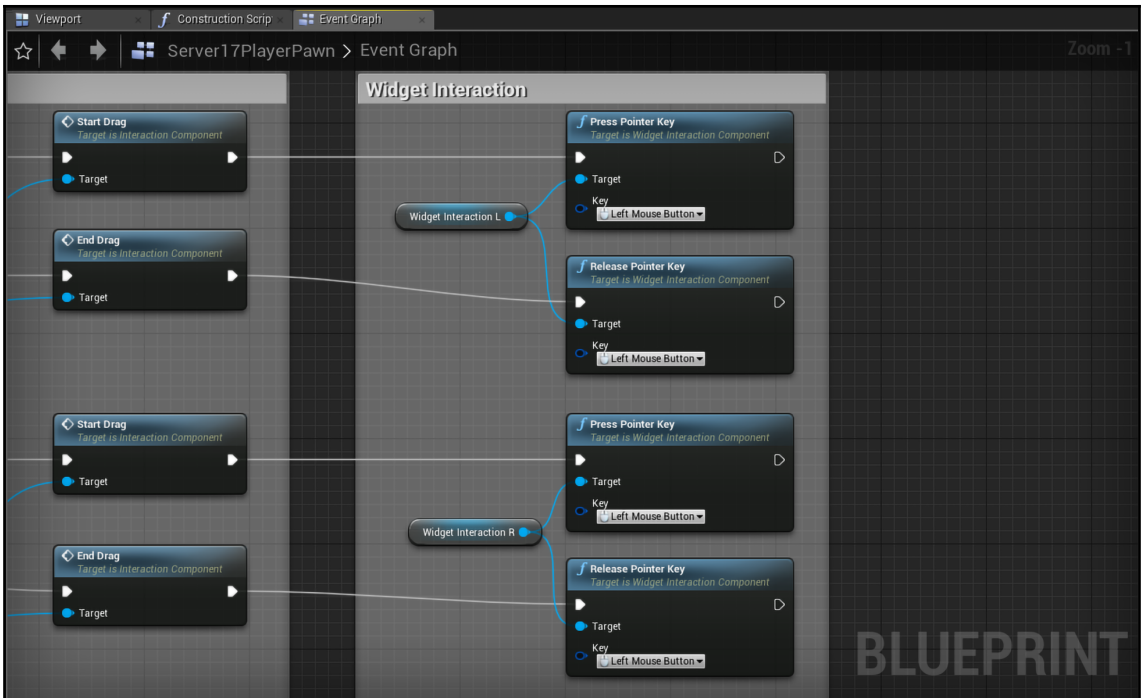 Viewport
Construction Scrip
Event Graph
Server17PlayerPawn > Event Graph
Zoom -1
Widget Interaction
Start Drag
Target is Interaction Component
Target
End Drag
Target is Interaction Component
Target
Start Drag
Target is Interaction Component
Target
End Drag
Target is Interaction Component
Target
Widget Interaction L
Widget Interaction R
Press Pointer Key
Target is Widget Interaction Component
Target
Key
Left Mouse Button
Release Pointer Key
Target is Widget Interaction Component
Target
Key
Left Mouse Button
Press Pointer Key
Target is Widget Interaction Component
Target
Key
Left Mouse Button
Release Pointer Key
Target is Widget Interaction Component
Target
Key
Left Mouse Button
BLUEPRINT